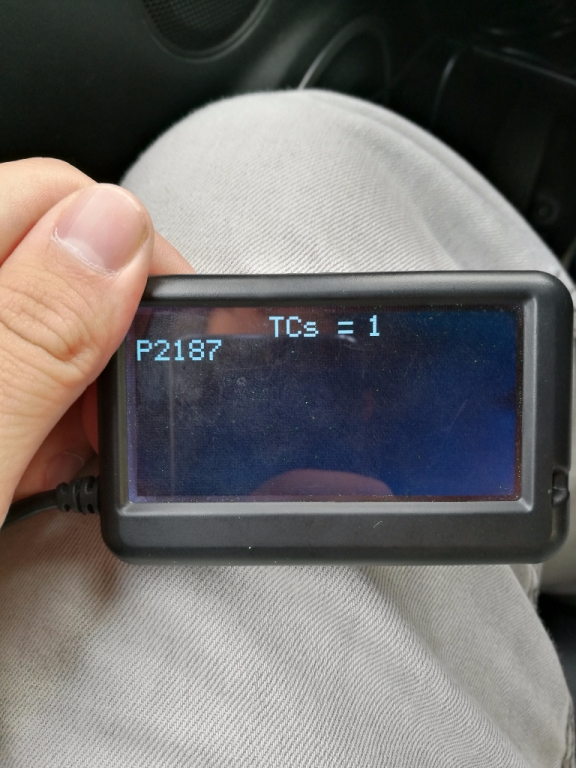 TCs = 1
P2187